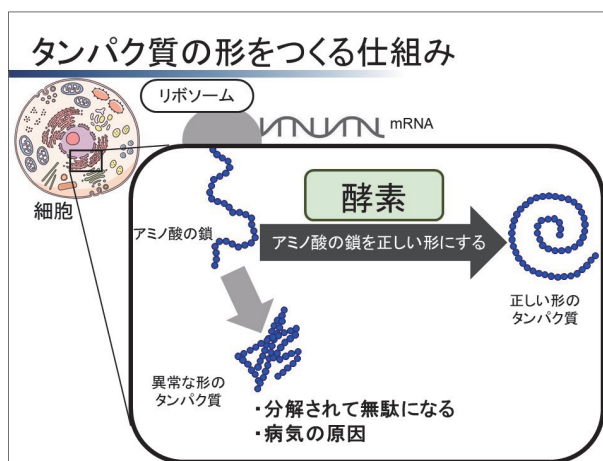 タンパク質の形をつくる仕組み
リボソーム
mRNA
細胞
アミノ酸の鎖
酵素
アミノ酸の鎖を正しい形にする
正しい形の
タンパク質
異常な形の
タンパク質
・分解されて無駄になる
・病気の原因